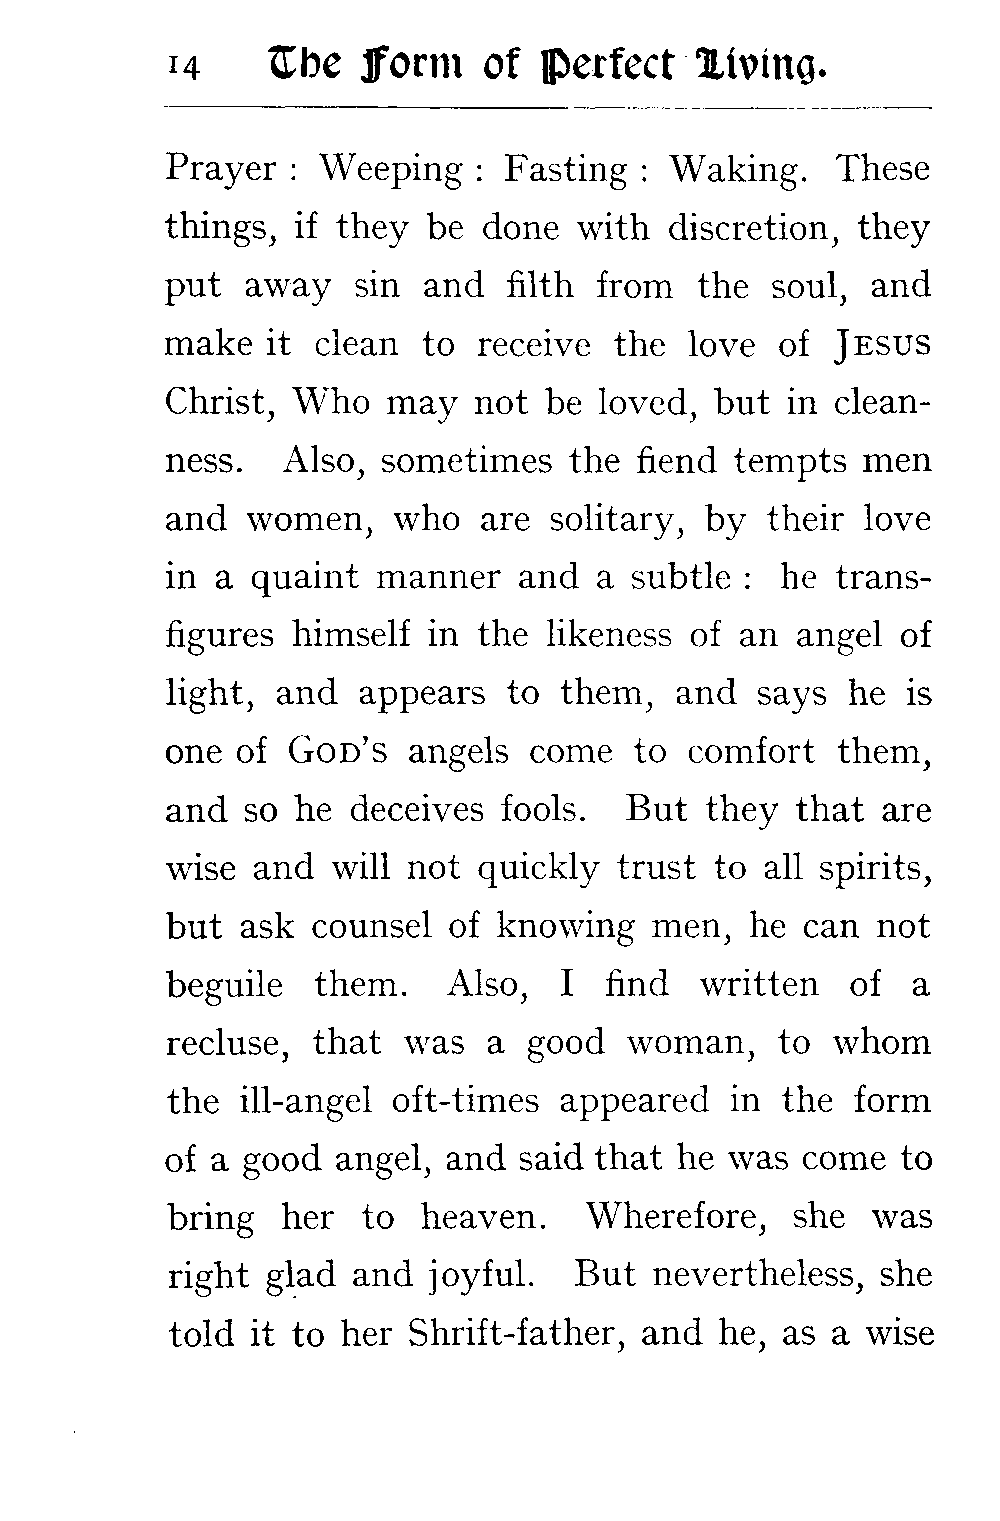 14 The Form of Perfect Living.
Prayer : Weeping : Fasting : Waking. These
things, if they be done with discretion, they
put away sin and filth from the soul, and
make it clean to receive the love of JESUS
Christ, Who may not be loved, but in clean-
ness. Also, sometimes the fiend tempts men
and women, who are solitary, by their love
in a quaint manner and a subtle : he trans-
figures himself in the likeness of an angel of
light, and appears to them, and says he is
one of GOD'S angels come to comfort them,
and so he deceives fools. But they that are
wise and will not quickly trust to all spirits,
but ask counsel of knowing men, he can not
beguile them. Also, I find written of a
recluse, that was a good woman, to whom
the ill-angel oft-times appeared in the form
of a good angel, and said that he was come to
bring her to heaven. Wherefore, she was
right glad and joyful. But nevertheless, she
told it to her Shrift-father, and he, as a wise